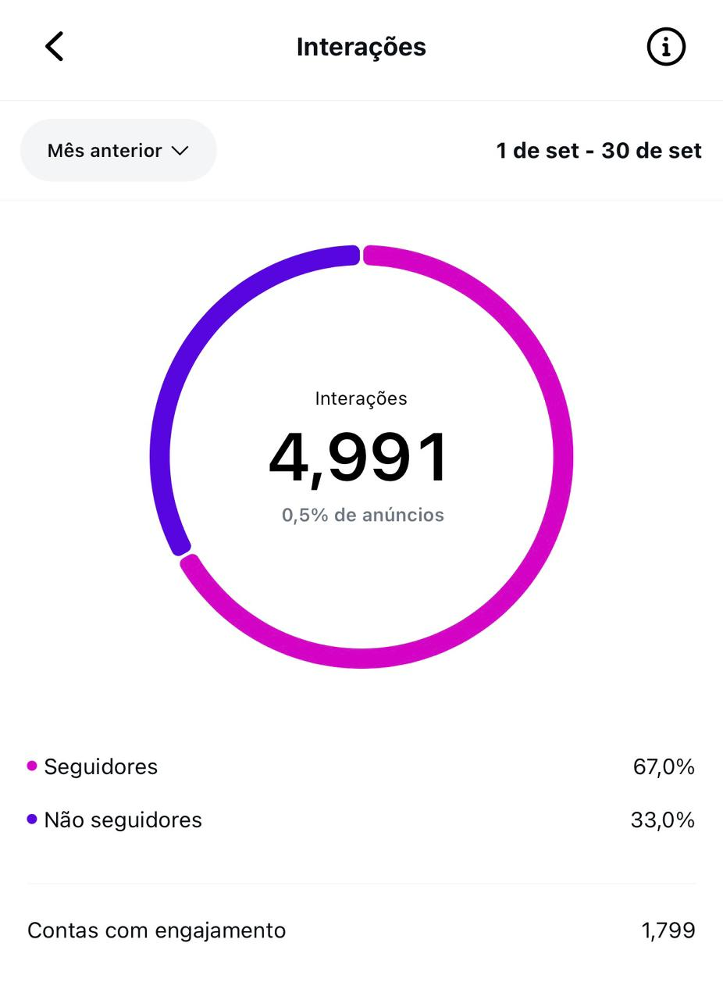 Interações
Mês anterior
1 de set - 30 de set
Interações
4,991
0,5% de anúncios
Seguidores 67,0%
Não seguidores 33,0%
Contas com engajamento 1,799